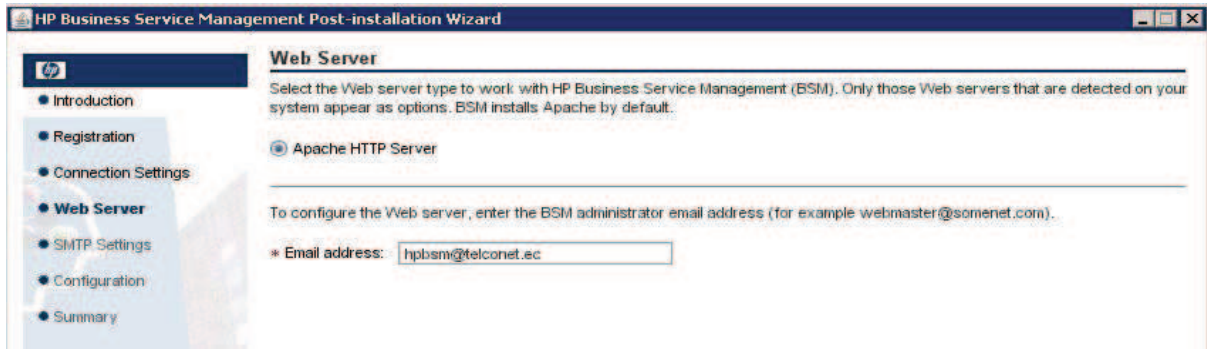 HP Business Service Management Post-installation Wizard
hp
Introduction
Registration
Connection Settings
Web Server
SMTP Settings
Configuration
Summary
Web Server
Select the Web server type to work with HP Business Service Management (BSM). Only those Web servers that are detected on your
system appear as options. BSM installs Apache by default.
Apache HTTP Server
To configure the Web server, enter the BSM administrator email address (for example webmaster@somenet.com).
* Email address: hpbsm@telconet.ec